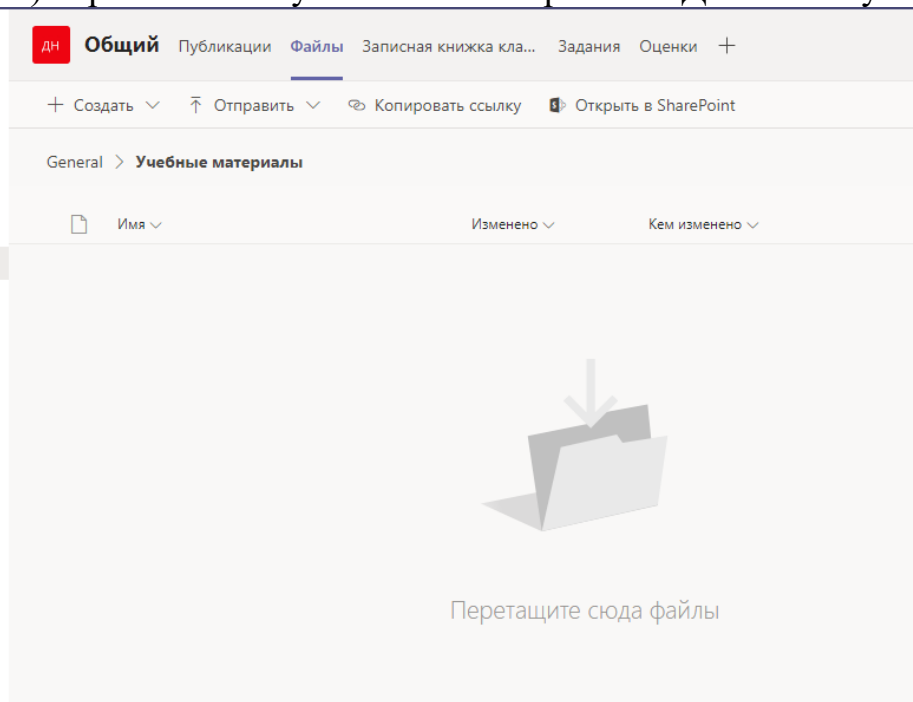 ДН Общий Публикации Файлы Записная книжка кла... Задания Оценки +
+ Создать Отправить Копировать ссылку Открыть в SharePoint
General > Учебные материалы
Имя Изменено Кем изменено
Перетащите сюда файлы